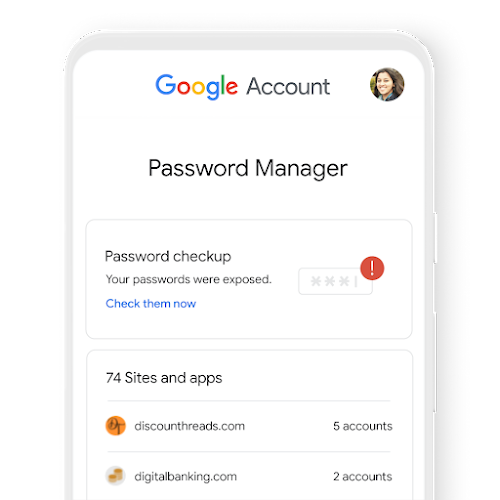 Google Account
Password Manager
Password checkup
Your passwords were exposed.
Check them now
74 Sites and apps
discounthreads.com 5 accounts
digitalbanking.com 2 accounts